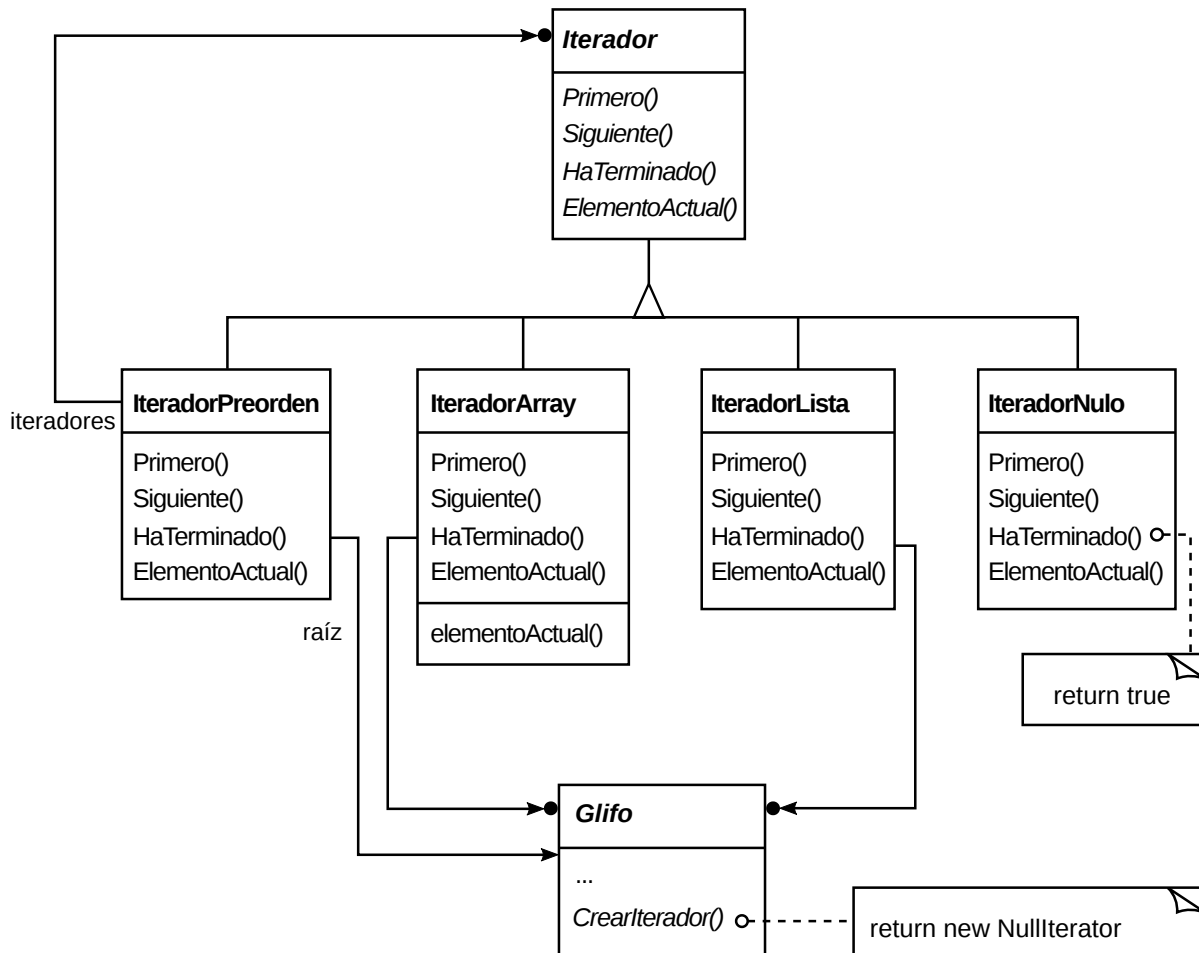 Iterador
Primero()
Siguiente()
HaTerminado()
ElementoActual()
iteradores
IteradorPreorden
Primero()
Siguiente()
HaTerminado()
ElementoActual()
raíz
IteradorArray
Primero()
Siguiente()
HaTerminado()
ElementoActual()
elementoActual()
IteradorLista
Primero()
Siguiente()
HaTerminado()
ElementoActual()
IteradorNulo
Primero()
Siguiente()
HaTerminado()
ElementoActual()
return true
Glifo
...
CrearIterador()
return new NullIterator